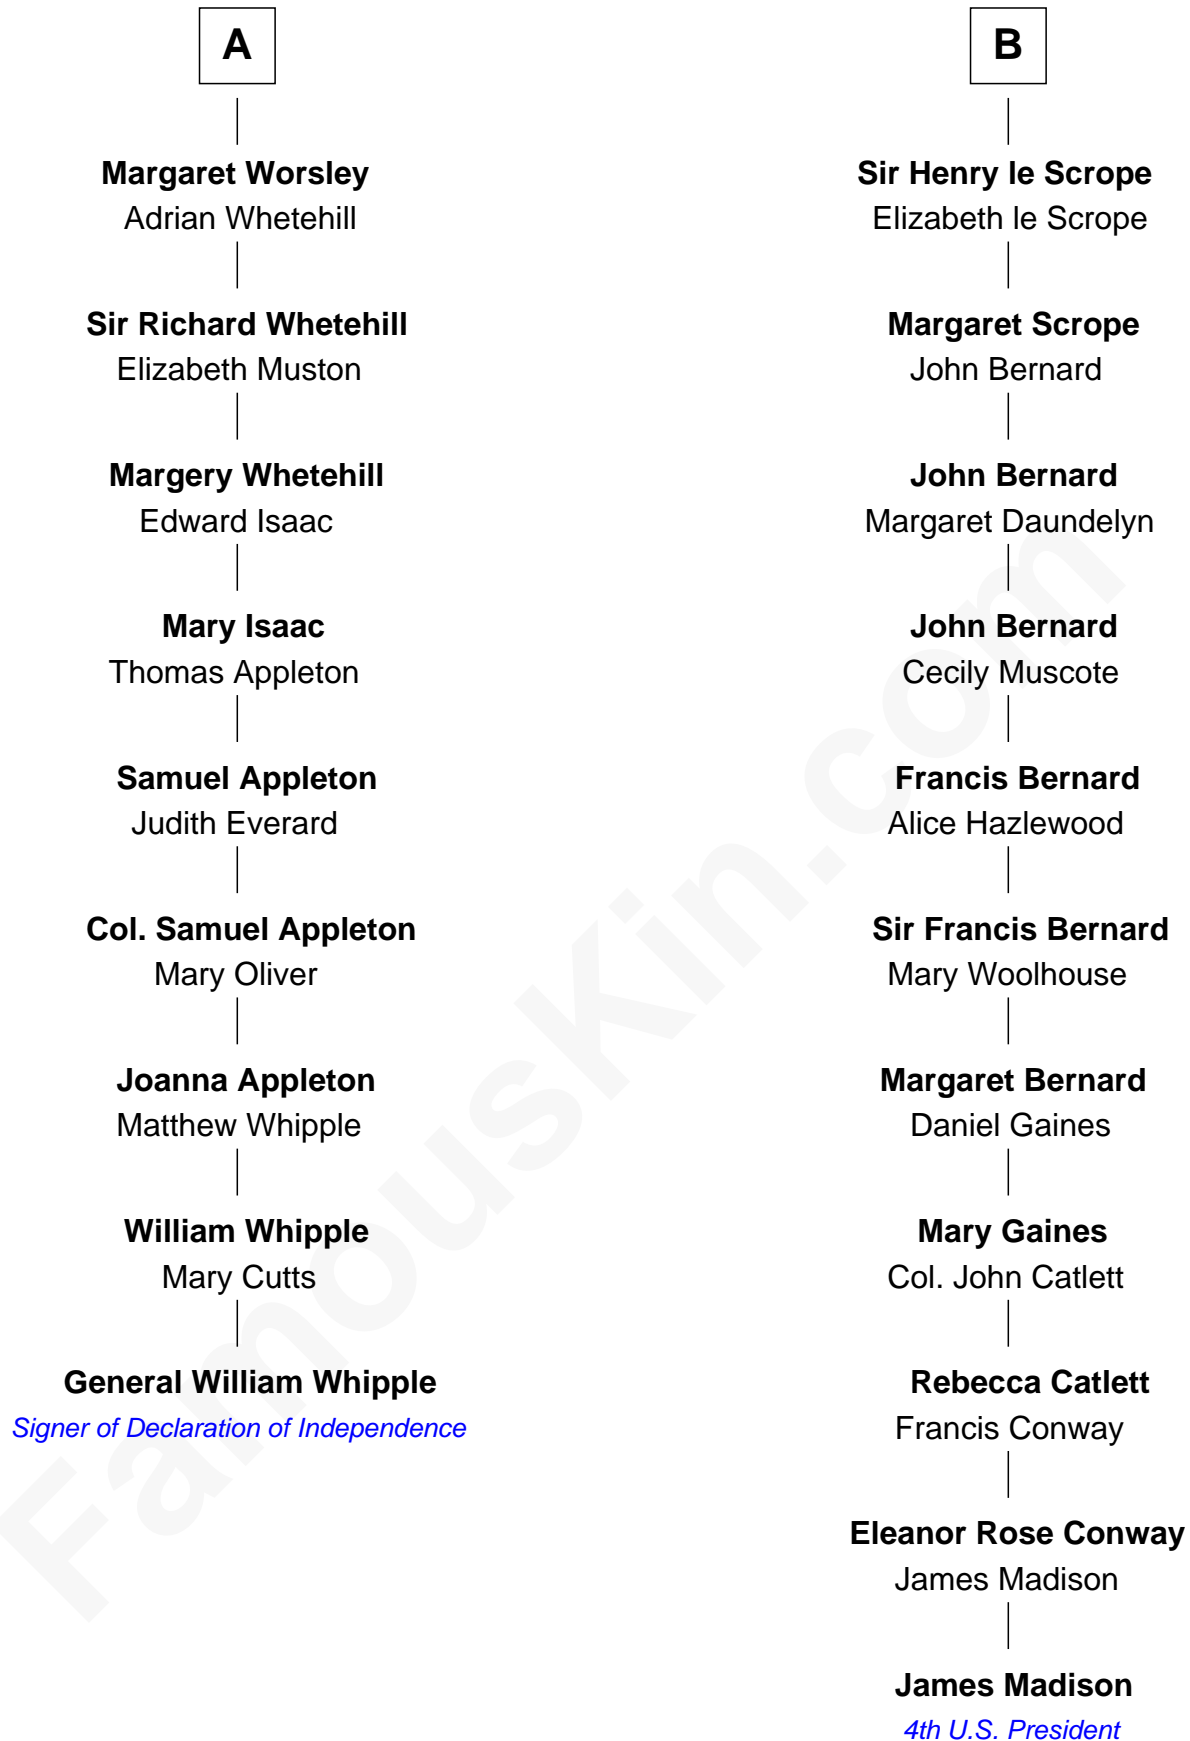 A
Margaret Worsley
Adrian Whetehill
Sir Richard Whetehill
Elizabeth Muston
Margery Whetehill
Edward Isaac
Mary Isaac
Thomas Appleton
Samuel Appleton
Judith Everard
Col. Samuel Appleton
Mary Oliver
Joanna Appleton
Matthew Whipple
William Whipple
Mary Cutts
General William Whipple
Signer of Declaration of Independence
B
Sir Henry le Scrope
Elizabeth le Scrope
Margaret Scrope
John Bernard
John Bernard
Margaret Daundelyn
John Bernard
Cecily Muscote
Francis Bernard
Alice Hazlewood
Sir Francis Bernard
Mary Woolhouse
Margaret Bernard
Daniel Gaines
Mary Gaines
Col. John Catlett
Rebecca Catlett
Francis Conway
Eleanor Rose Conway
James Madison
James Madison
4th U.S. President
FamousKin.com